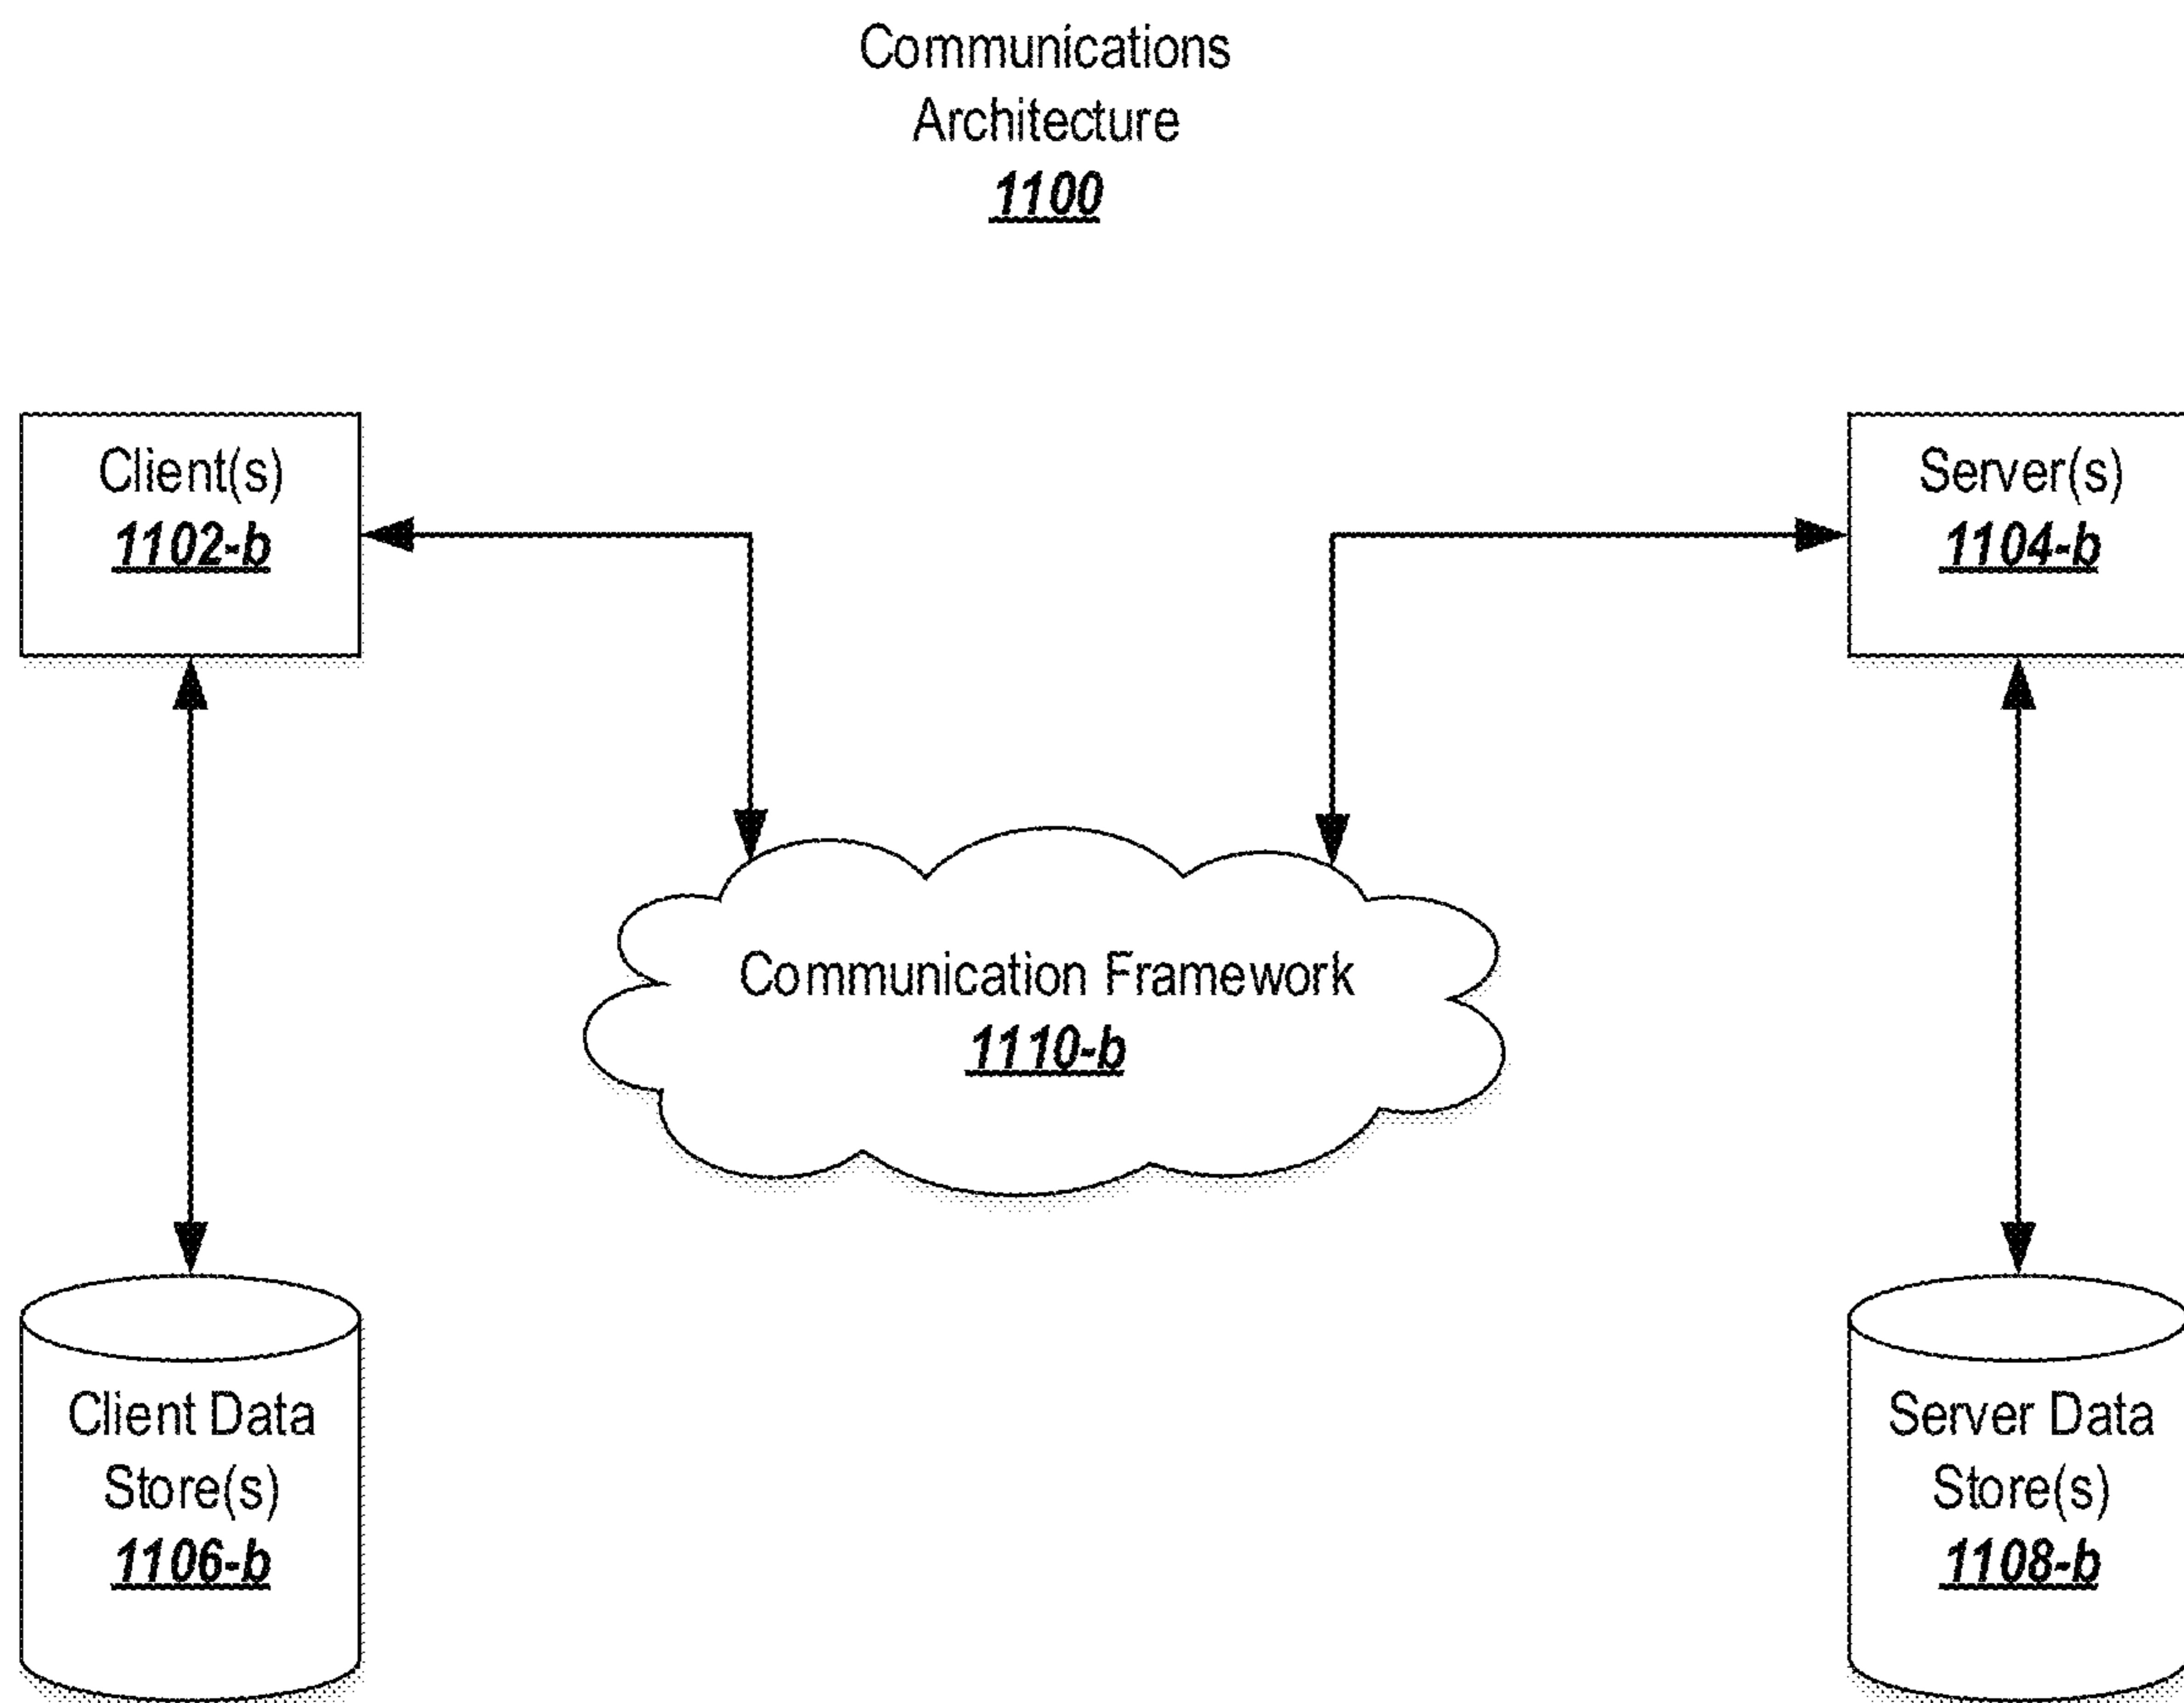 Communications
Architecture
1100
Client(s)
1102-b
Server(s)
1104-b
Communication Framework
1110-b
Client Data
Store(s)
1106-b
Server Data
Store(s)
1108-b